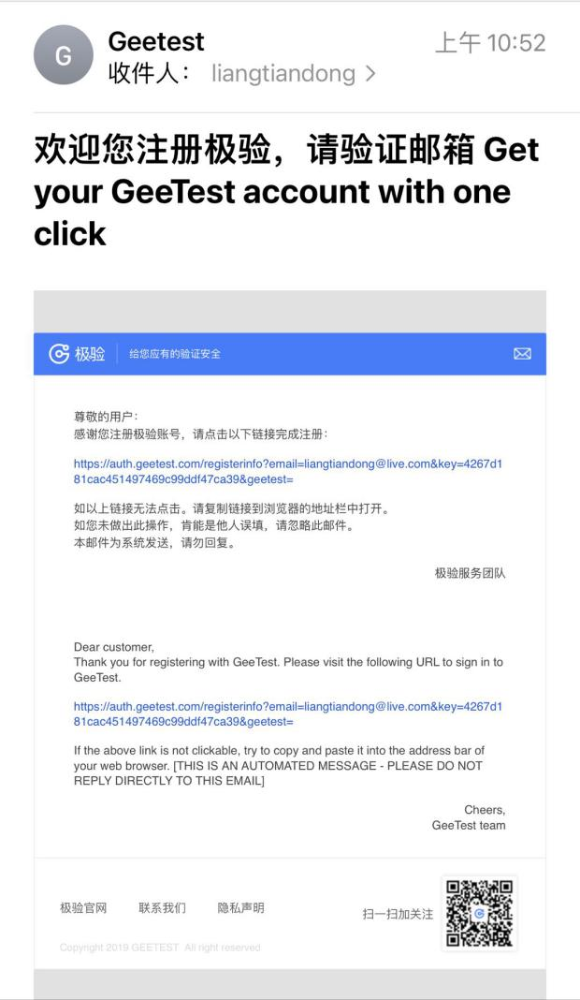 G
Geetest
上午 10:52
收件人： liangtiandong
欢迎您注册极验，请验证邮箱 Get
your GeeTest account with one
click
极验
给您应有的验证安全
尊敬的用户：
感谢您注册极验账号，请点击以下链接完成注册：
https://auth.geetest.com/registerinfo?email=liangtiandong@live.com&key=4267d1
81cac451497469c99ddf47ca39&geetest=
如以上链接无法点击。请复制链接到浏览器的地址栏中打开。
如您未做出此操作，肯能是他人误填，请忽略此邮件。
本邮件为系统发送，请勿回复。
极验服务团队
Dear customer,
Thank you for registering with GeeTest. Please visit the following URL to sign in to
GeeTest.
https://auth.geetest.com/registerinfo?email=liangtiandong@live.com&key=4267d1
81cac451497469c99ddf47ca39&geetest=
If the above link is not clickable, try to copy and paste it into the address bar of
your web browser. [THIS IS AN AUTOMATED MESSAGE - PLEASE DO NOT
REPLY DIRECTLY TO THIS EMAIL]
Cheers,
GeeTest team
极验官网 联系我们 隐私声明
扫一扫加关注
Copyright 2019 GEETEST All right reserved